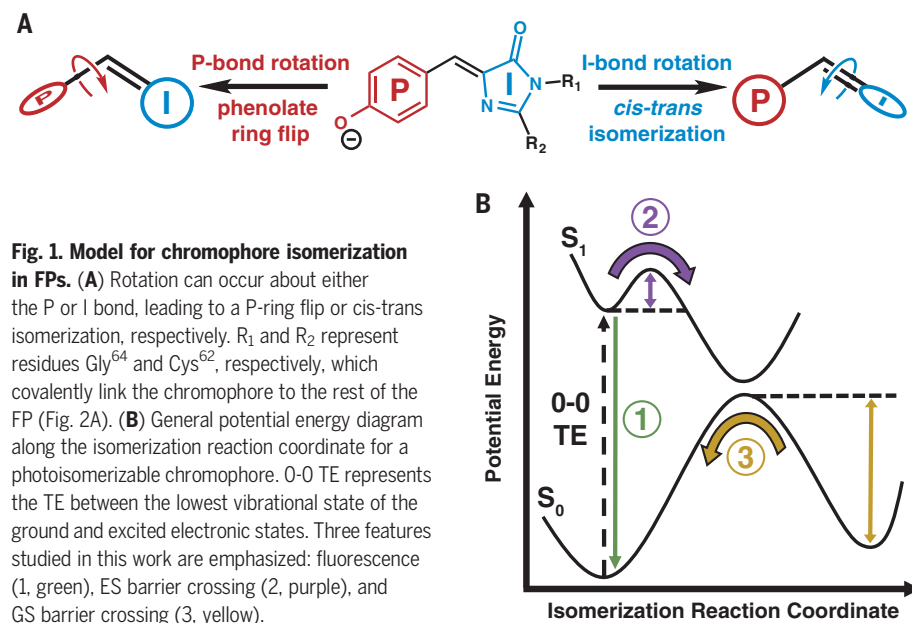 A
P-bond rotation
phenolate
ring flip
P
I
P
I
O
N
N
R1
R2
O
⊖
I-bond rotation
cis-trans
isomerization
P
I
Fig. 1. Model for chromophore isomerization
in FPs. (A) Rotation can occur about either
the P or I bond, leading to a P-ring flip or cis-trans
isomerization, respectively. R1 and R2 represent
residues Gly64 and Cys62, respectively, which
covalently link the chromophore to the rest of the
FP (Fig. 2A). (B) General potential energy diagram
along the isomerization reaction coordinate for a
photoisomerizable chromophore. 0-0 TE represents
the TE between the lowest vibrational state of the
ground and excited electronic states. Three features
studied in this work are emphasized: fluorescence
(1, green), ES barrier crossing (2, purple), and
GS barrier crossing (3, yellow).
B
Potential Energy
S1
2
0-0
TE
1
3
S0
Isomerization Reaction Coordinate